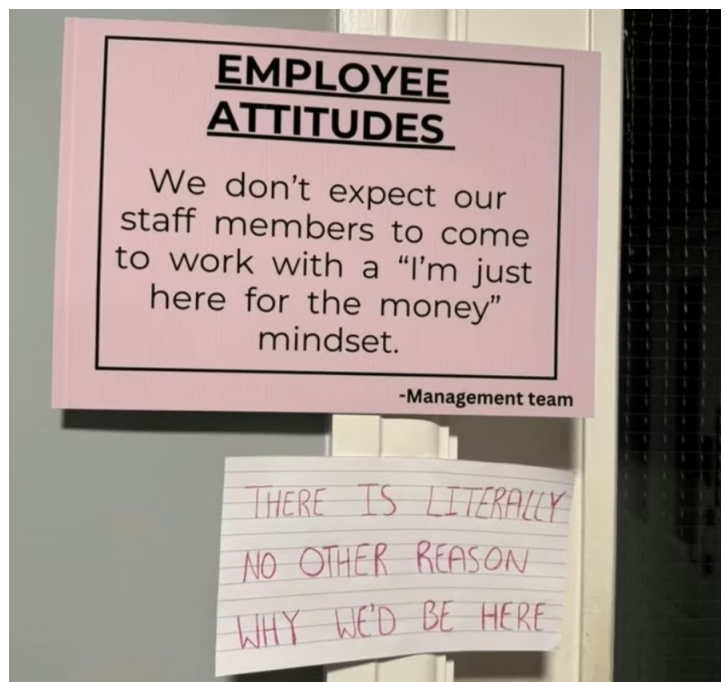 EMPLOYEE
ATTITUDES
We don't expect our
staff members to come
to work with a “I'm just
here for the money”
mindset.
-Management team
THERE IS LITERALLY
NO OTHER REASON
WHY WE'D BE HERE